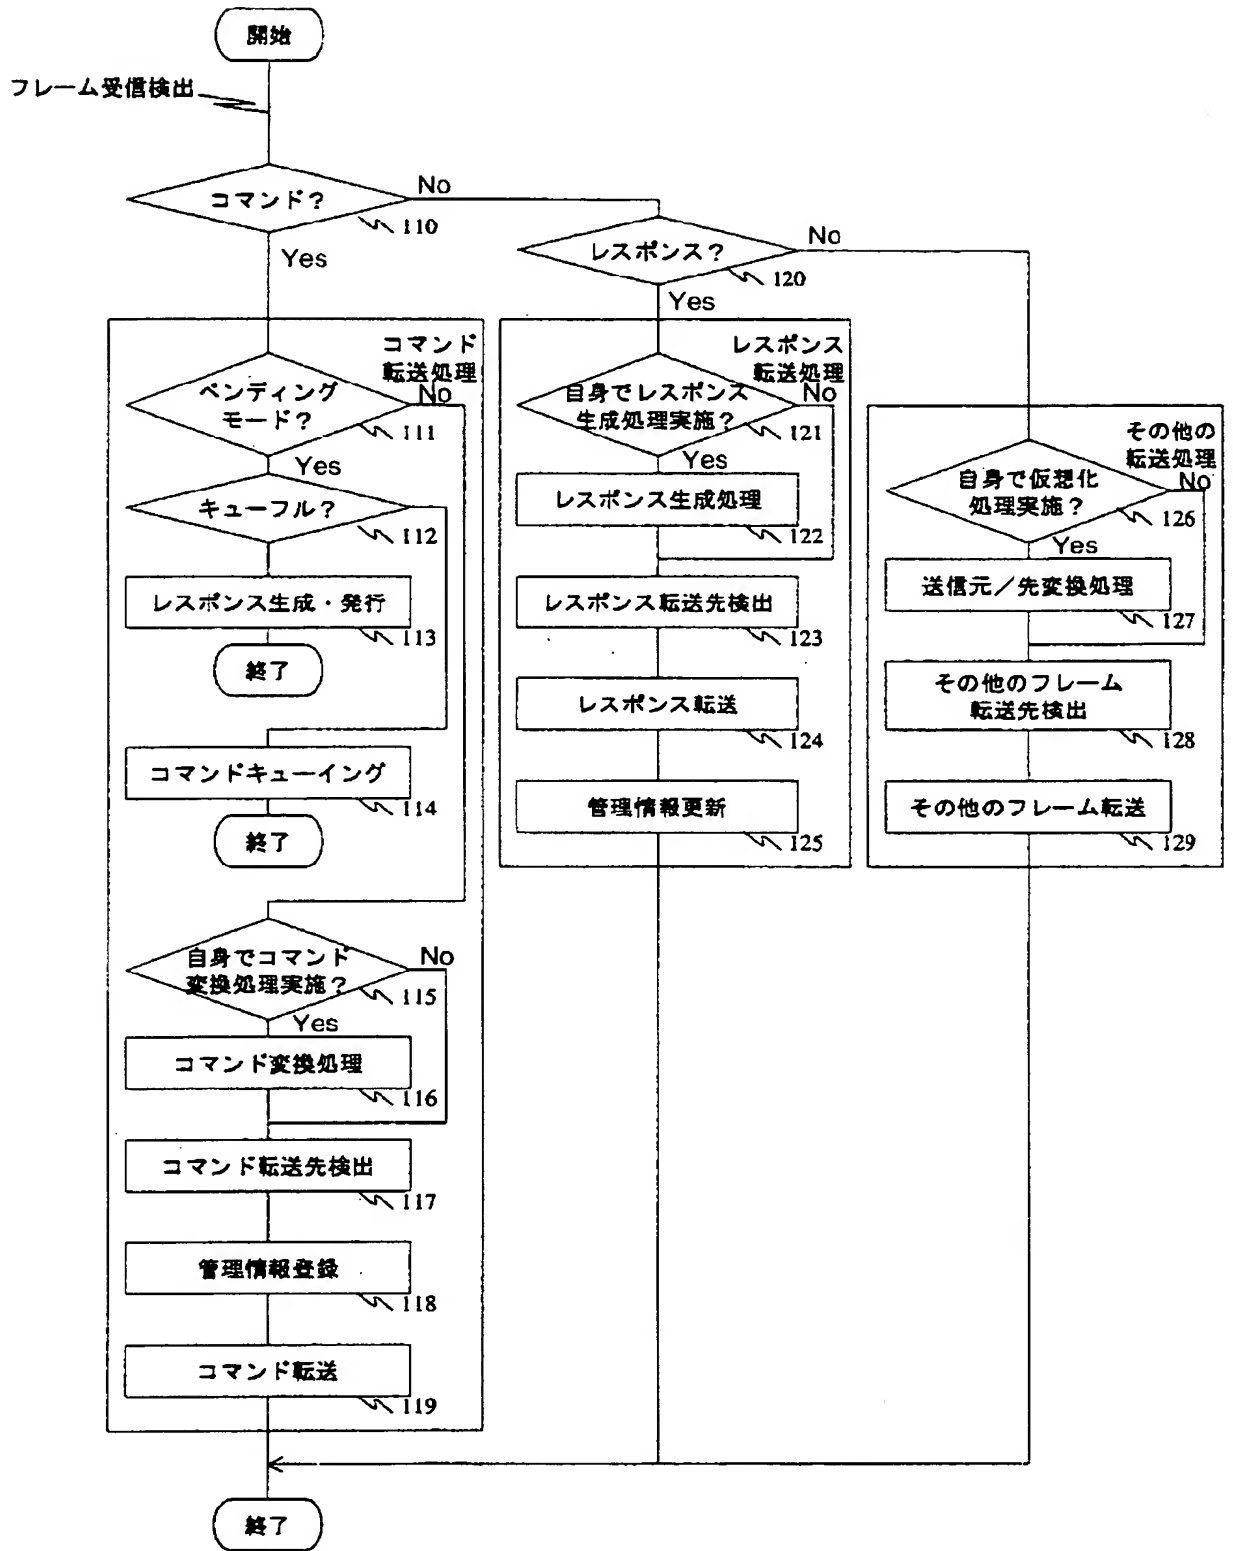 開始
フレーム受信検出
コマンド?
No
110
Yes
レスポンス?
No
120
Yes
コマンド
転送処理
ペンディング
モード?
No
111
Yes
キューフル?
112
レスポンス生成・発行
113
終了
コマンドキューイング
114
終了
自身でコマンド
変換処理実施?
No
115
Yes
コマンド変換処理
116
コマンド転送先検出
117
管理情報登録
118
コマンド転送
119
レスポンス
転送処理
自身でレスポンス
生成処理実施?
No
121
Yes
レスポンス生成処理
122
レスポンス転送先検出
123
レスポンス転送
124
管理情報更新
125
その他の
転送処理
自身で仮想化
処理実施?
No
126
Yes
送信元/先変換処理
127
その他のフレーム
転送先検出
128
その他のフレーム転送
129
終了